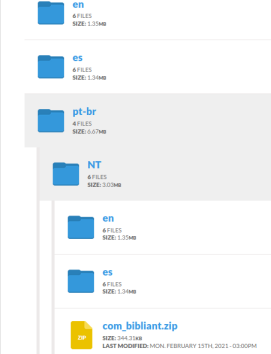 en
6 FILES
SIZE: 1.35MB
es
6 FILES
SIZE: 1.34MB
pt-br
4 FILES
SIZE: 6.67MB
NT
6 FILES
SIZE: 3.03MB
en
6 FILES
SIZE: 1.35MB
es
6 FILES
SIZE: 1.34MB
ZIP
com_bibliant.zip
SIZE: 344.31KB
LAST MODIFIED: MON, FEBRUARY 15TH, 2021 - 03:00PM